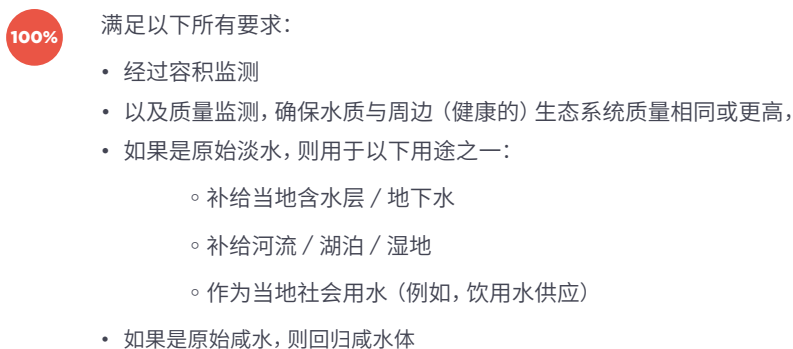 100%
满足以下所有要求：
• 经过容积监测
• 以及质量监测，确保水质与周边（健康的）生态系统质量相同或更高，
• 如果是原始淡水，则用于以下用途之一：
◦ 补给当地含水层 / 地下水
◦ 补给河流 / 湖泊 / 湿地
◦ 作为当地社会用水（例如，饮用水供应）
• 如果是原始咸水，则回归咸水体